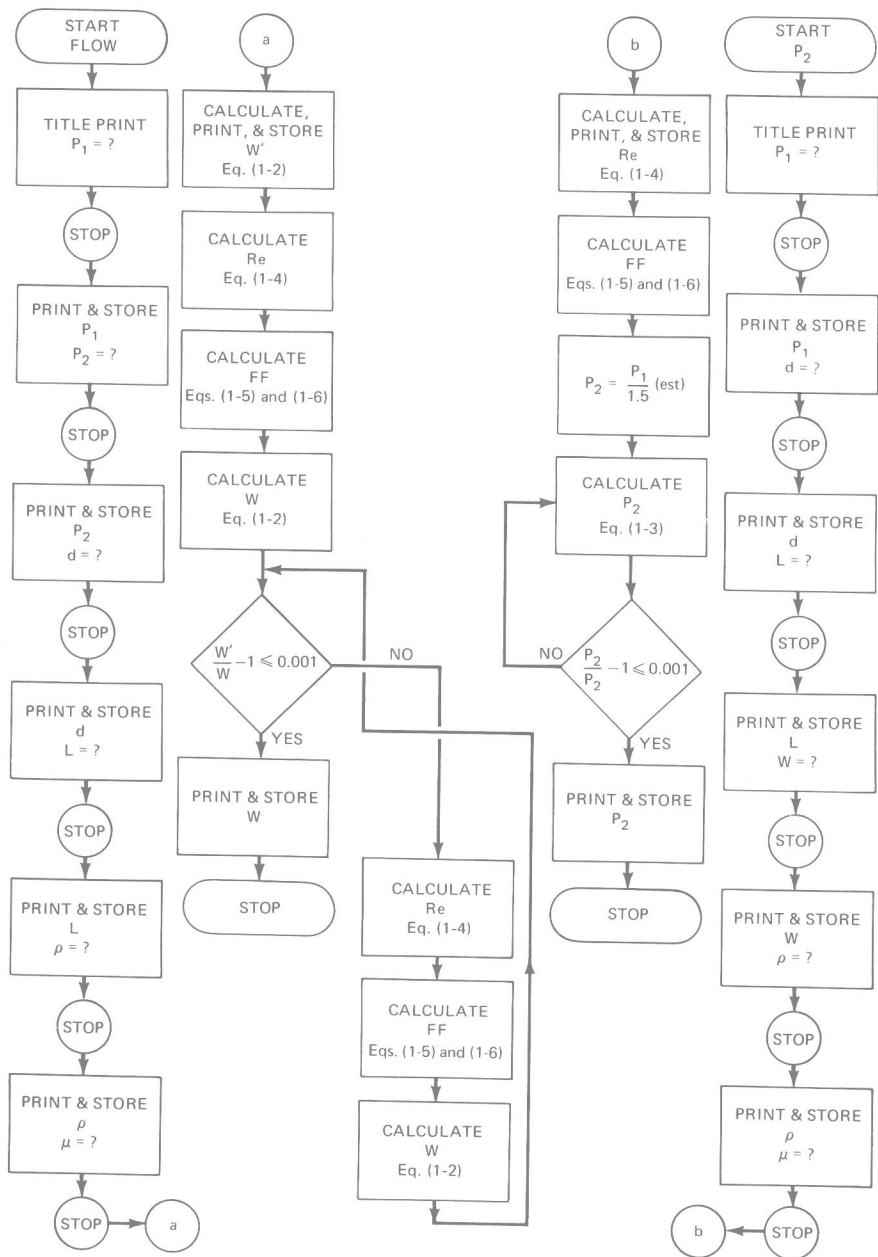 START
FLOW
TITLE PRINT
P₁ = ?
STOP
PRINT & STORE
P₁
P₂ = ?
STOP
PRINT & STORE
P₂
d = ?
STOP
PRINT & STORE
d
L = ?
STOP
PRINT & STORE
L
ρ = ?
STOP
PRINT & STORE
ρ
μ = ?
STOP
a
a
CALCULATE,
PRINT, & STORE
W'
Eq. (1-2)
CALCULATE
Re
Eq. (1-4)
CALCULATE
FF
Eqs. (1-5) and (1-6)
CALCULATE
W
Eq. (1-2)
W'/W −1 ⩽ 0.001
NO
YES
PRINT & STORE
W
STOP
CALCULATE
Re
Eq. (1-4)
CALCULATE
FF
Eqs. (1-5) and (1-6)
CALCULATE
W
Eq. (1-2)
b
CALCULATE,
PRINT, & STORE
Re
Eq. (1-4)
CALCULATE
FF
Eqs. (1-5) and (1-6)
P₂ = P₁/1.5 (est)
CALCULATE
P₂
Eq. (1-3)
NO
P₂/P₂ −1 ⩽ 0.001
YES
PRINT & STORE
P₂
STOP
START
P₂
TITLE PRINT
P₁ = ?
STOP
PRINT & STORE
P₁
d = ?
STOP
PRINT & STORE
d
L = ?
STOP
PRINT & STORE
L
W = ?
STOP
PRINT & STORE
W
ρ = ?
STOP
PRINT & STORE
ρ
μ = ?
STOP
b